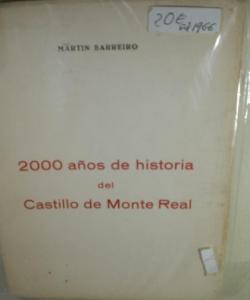 20€
ed 1966
MARTIN BARREIRO
2000 años de historia
del
Castillo de Monte Real